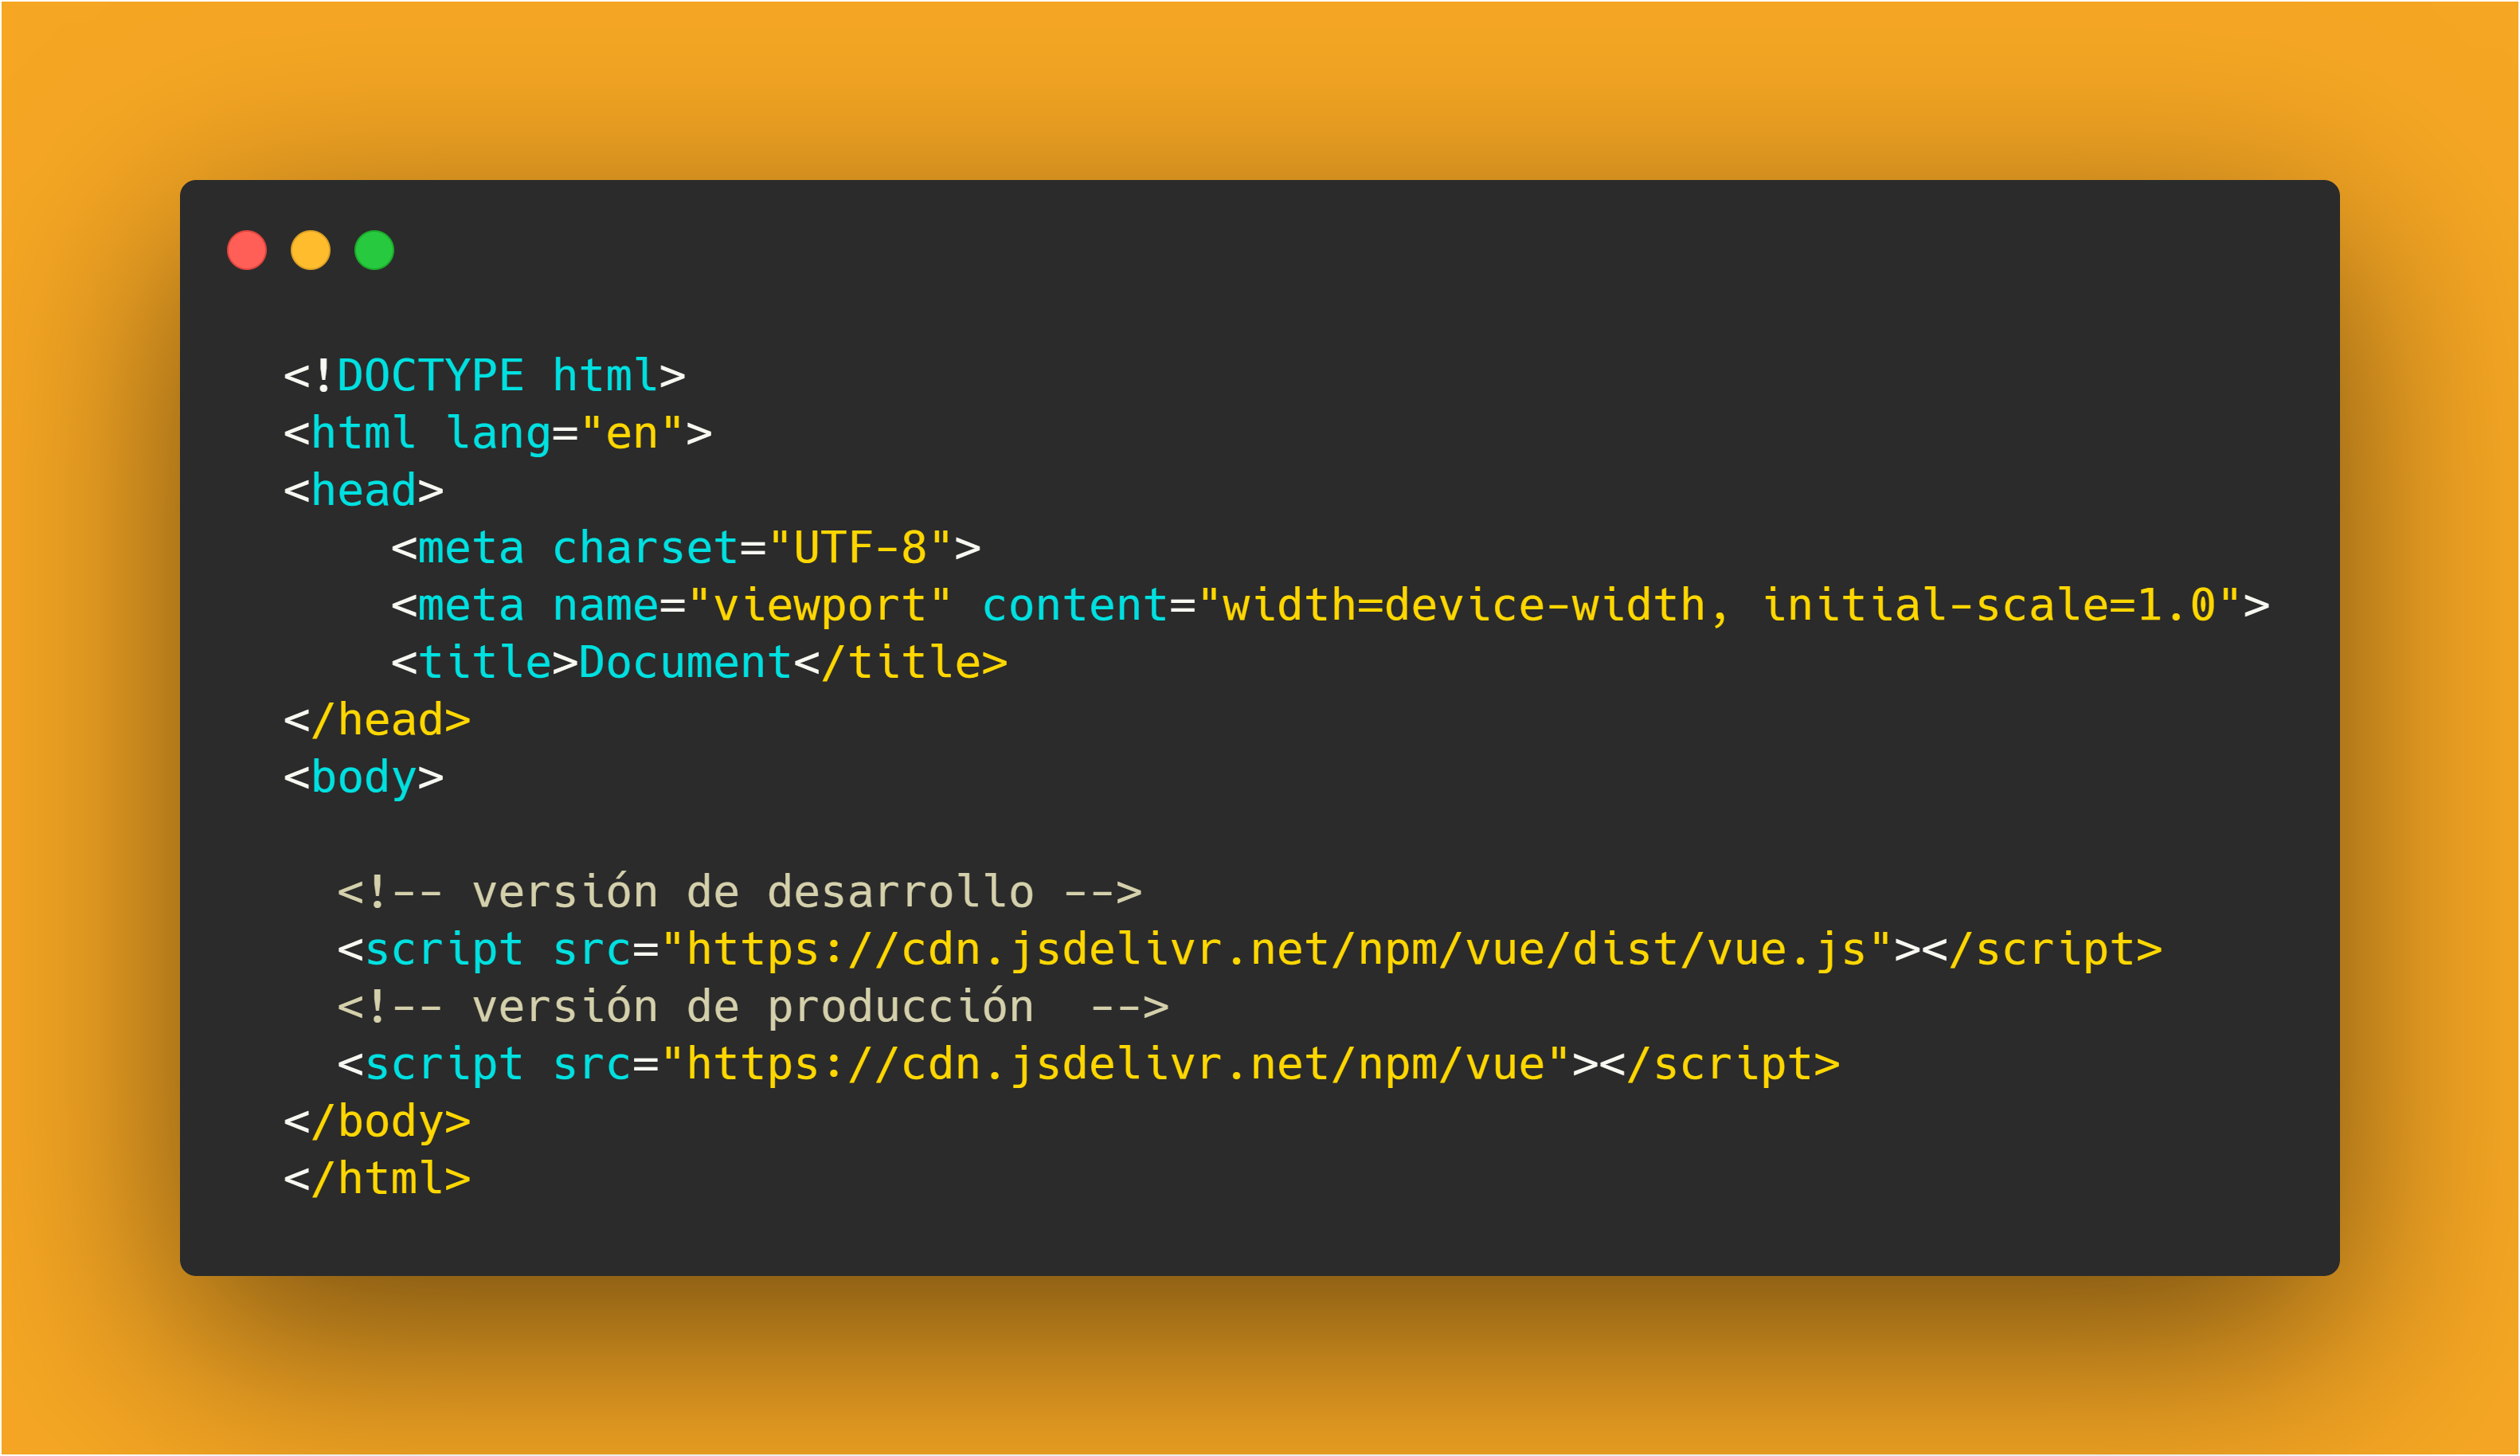 <!DOCTYPE html>
<html lang="en">
<head>
    <meta charset="UTF-8">
    <meta name="viewport" content="width=device-width, initial-scale=1.0">
    <title>Document</title>
</head>
<body>

  <!-- versión de desarrollo -->
  <script src="https://cdn.jsdelivr.net/npm/vue/dist/vue.js"></script>
  <!-- versión de producción  -->
  <script src="https://cdn.jsdelivr.net/npm/vue"></script>
</body>
</html>